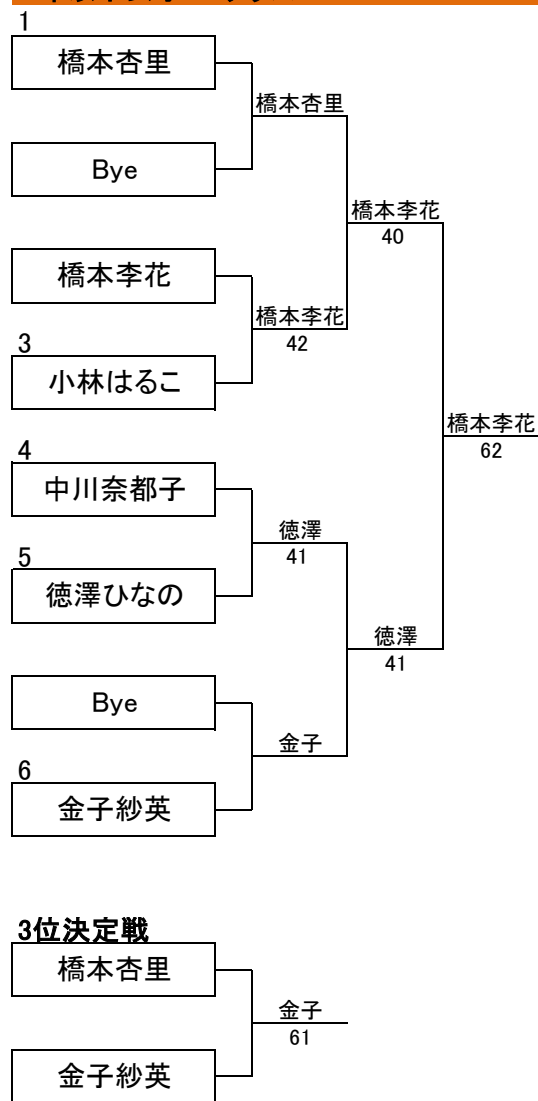 1
橋本杏里
橋本杏里
Bye
橋本李花
40
橋本李花
橋本李花
42
3
小林はるこ
橋本李花
62
4
中川奈都子
徳澤
41
5
徳澤ひなの
徳澤
41
Bye
金子
6
金子紗英
3位決定戦
橋本杏里
金子
61
金子紗英